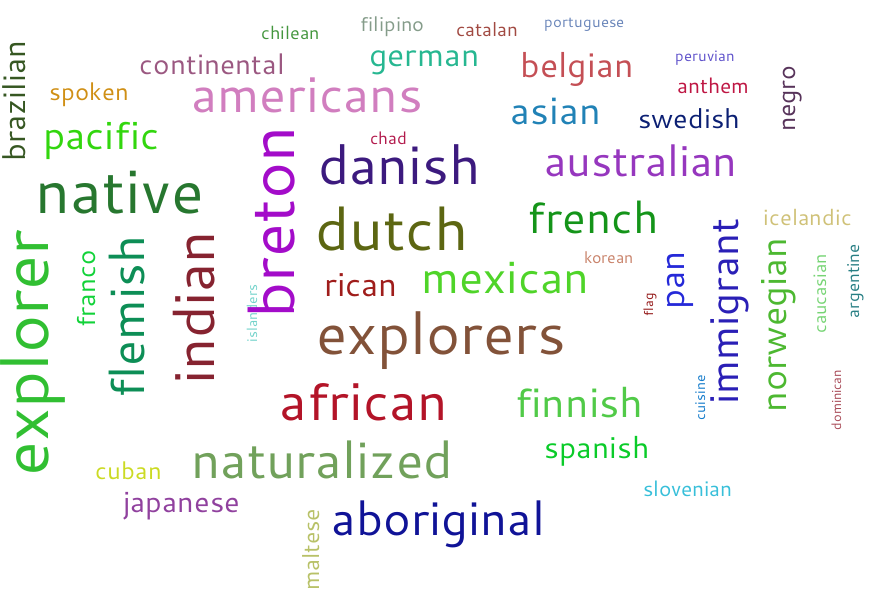 chilean
filipino
catalan
portuguese
brazilian
continental
german
belgian
peruvian
spoken
americans
asian
anthem
negro
swedish
pacific
chad
danish
australian
native
breton
dutch
french
icelandic
explorer
franco
flemish
indian
islanders
rican
mexican
korean
flag
pan
immigrant
norwegian
caucasian
argentine
explorers
african
finnish
cuisine
dominican
naturalized
spanish
cuban
slovenian
japanese
maltese
aboriginal